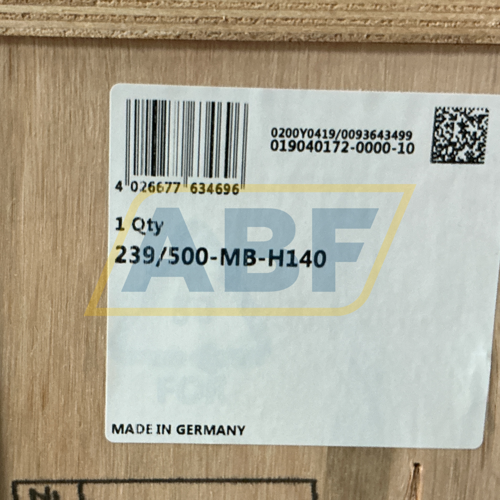 0200Y0419/0093643499
019040172-0000-10
4 026677 634696
1 Qty
239/500-MB-H140
ABF
MADE IN GERMANY